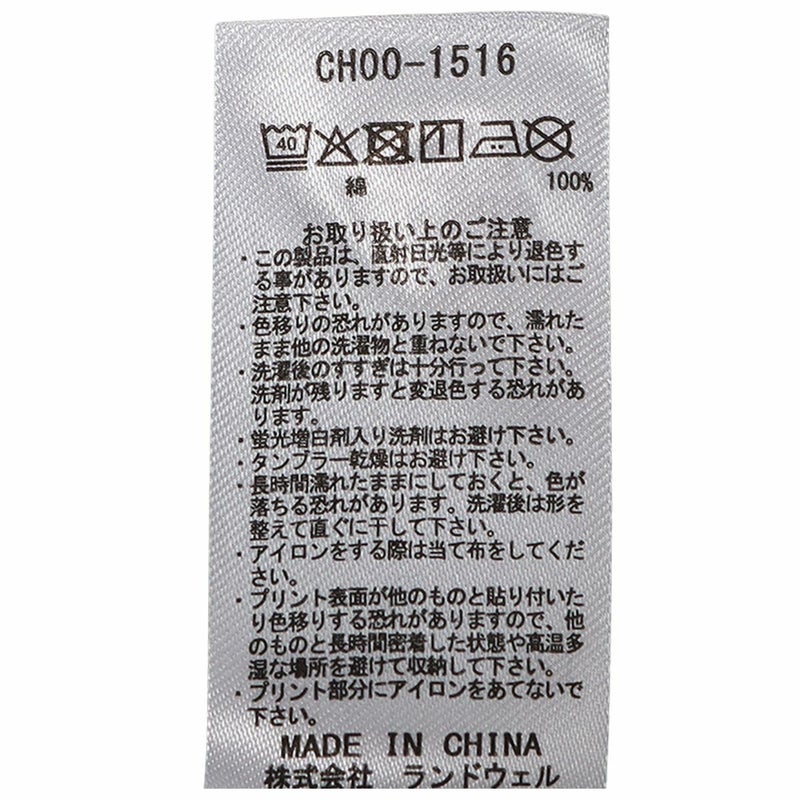 CH00-1516
40
綿 100%
お取り扱い上のご注意
・この製品は、直射日光等により退色す
る事がありますので、お取扱いにはご
注意下さい。
・色移りの恐れがありますので、濡れた
まま他の洗濯物と重ねないで下さい。
・洗濯後のすすぎは十分行って下さい。
洗剤が残りますと変退色する恐れがあ
ります。
・蛍光増白剤入り洗剤はお避け下さい。
・タンブラー乾燥はお避け下さい。
・長時間濡れたままにしておくと、色が
落ちる恐れがあります。洗濯後は形を
整えて直ぐに干して下さい。
・アイロンをする際は当て布をしてくだ
さい。
・プリント表面が他のものと貼り付いた
り色移りする恐れがありますので、他
のものと長時間密着した状態や高温多
湿な場所を避けて収納して下さい。
・プリント部分にアイロンをあてないで
下さい。
MADE IN CHINA
株式会社 ランドウェル